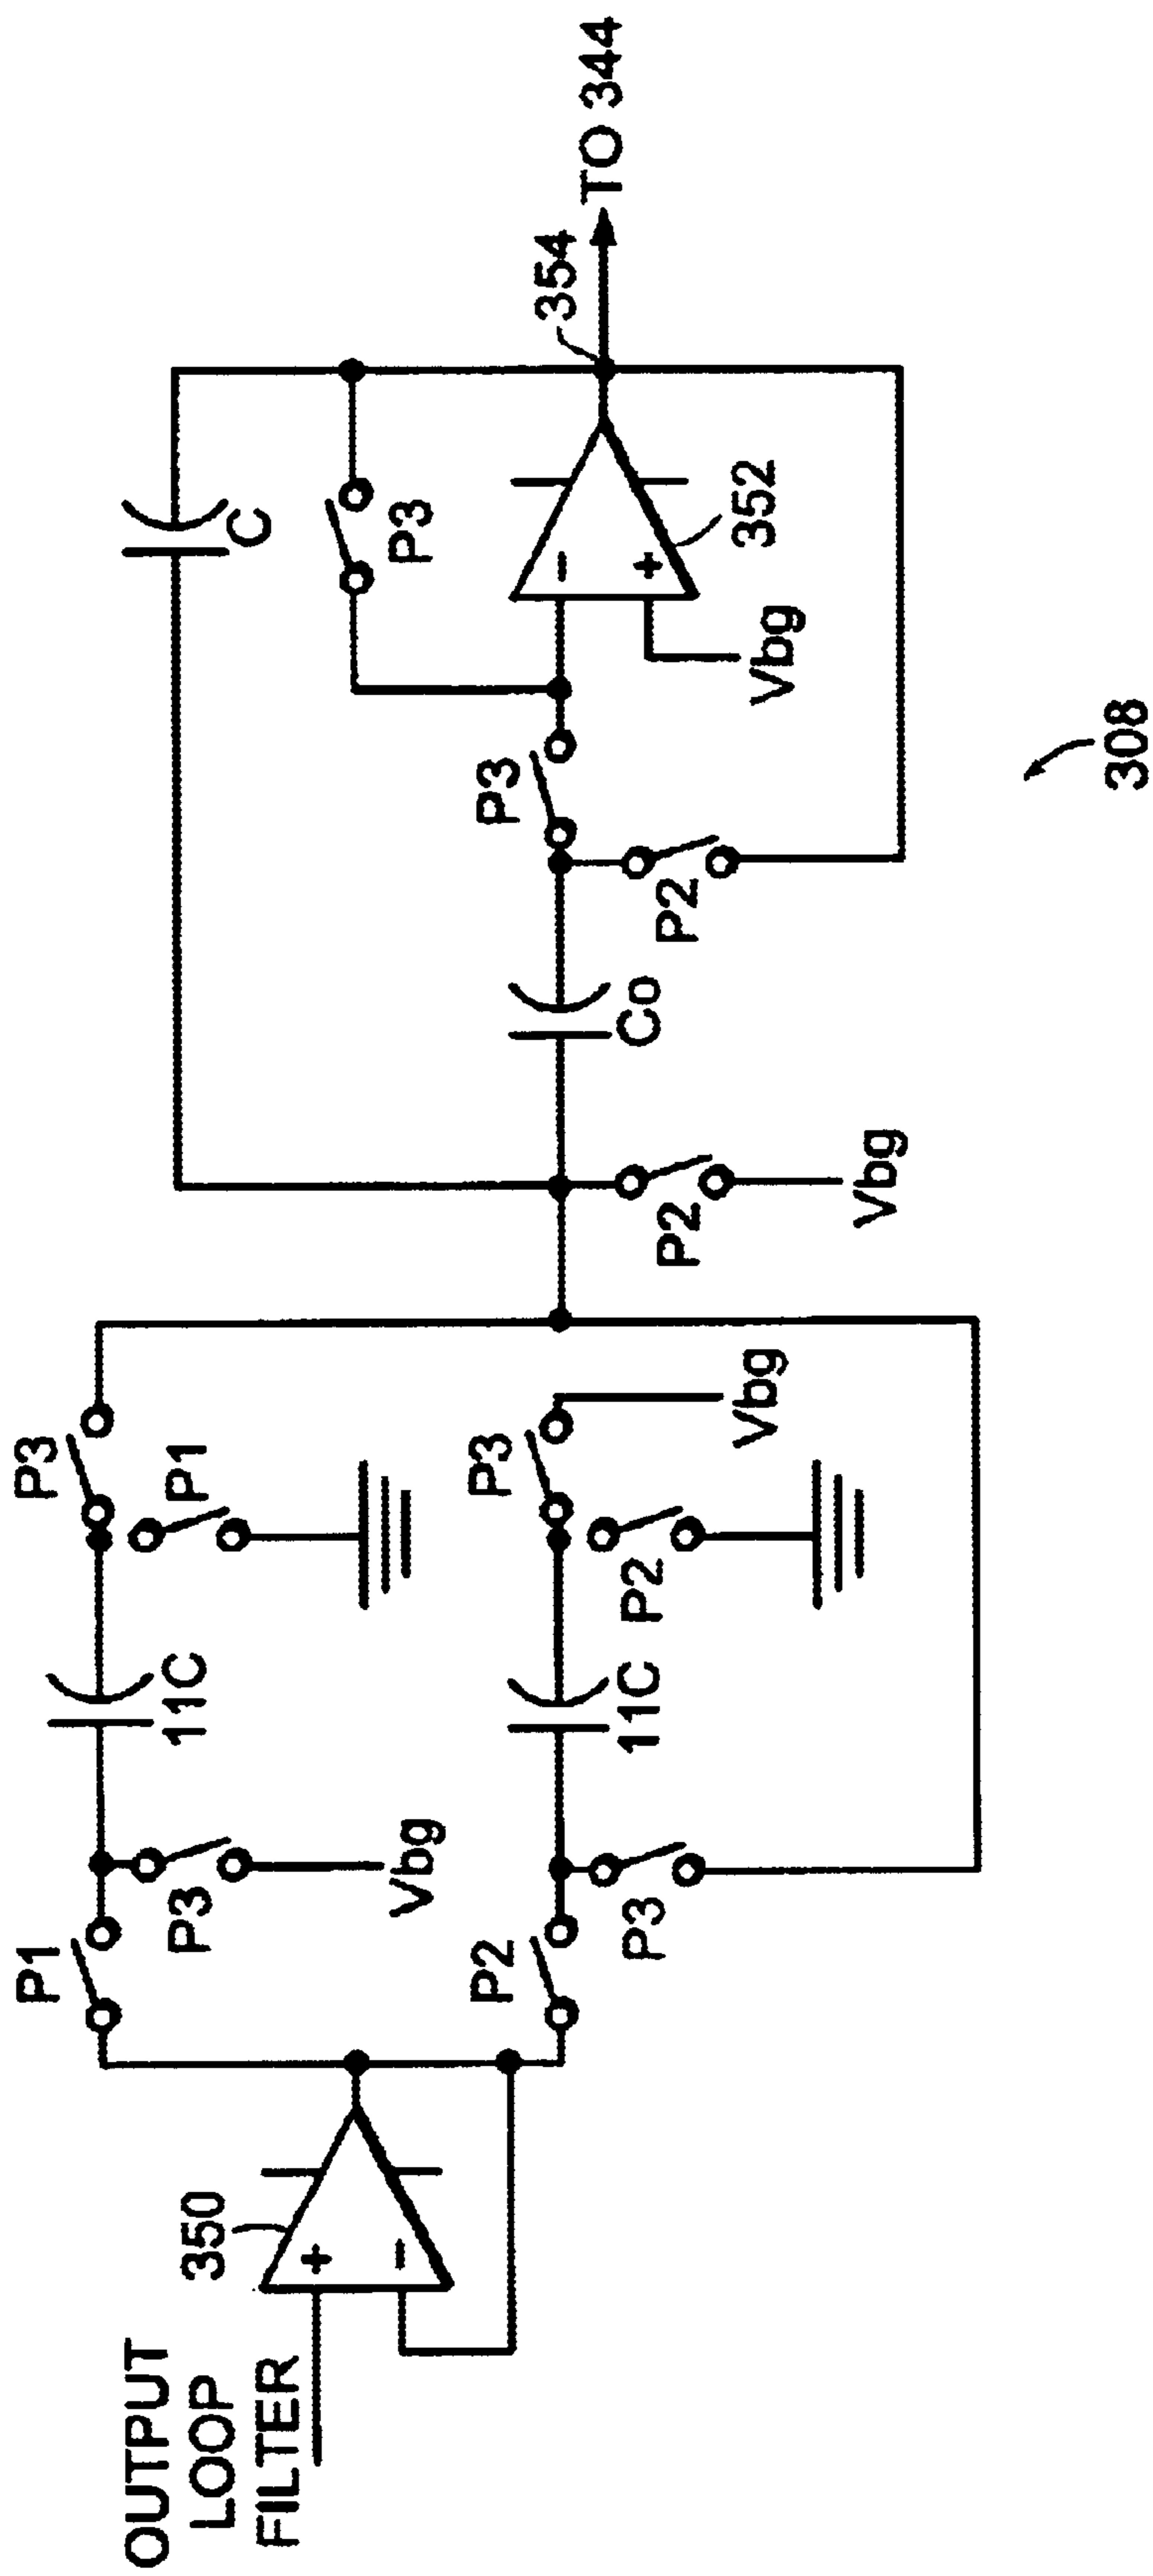 OUTPUT
LOOP
FILTER
350
+
-
P1
P3
Vbg
11C
P3
P1
P2
P3
11C
P3
P2
Vbg
P2
Vbg
Co
P3
P2
C
P3
-
+
Vbg
352
354
TO 344
308